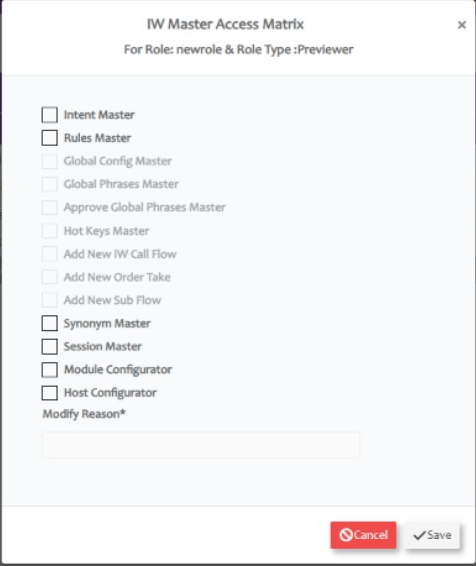 IW Master Access Matrix
×
For Role: newrole & Role Type :Previewer
Intent Master
Rules Master
Global Config Master
Global Phrases Master
Approve Global Phrases Master
Hot Keys Master
Add New IW Call Flow
Add New Order Take
Add New Sub Flow
Synonym Master
Session Master
Module Configurator
Host Configurator
Modify Reason*
Cancel
Save